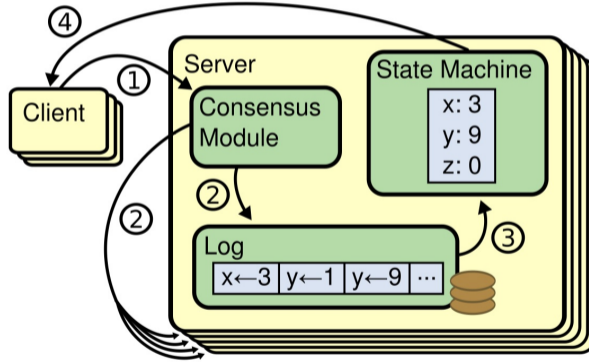 ④
①
Server
State Machine
Client
Consensus
Module
x: 3
y: 9
z: 0
②
②
③
Log
x←3 y←1 y←9 ...